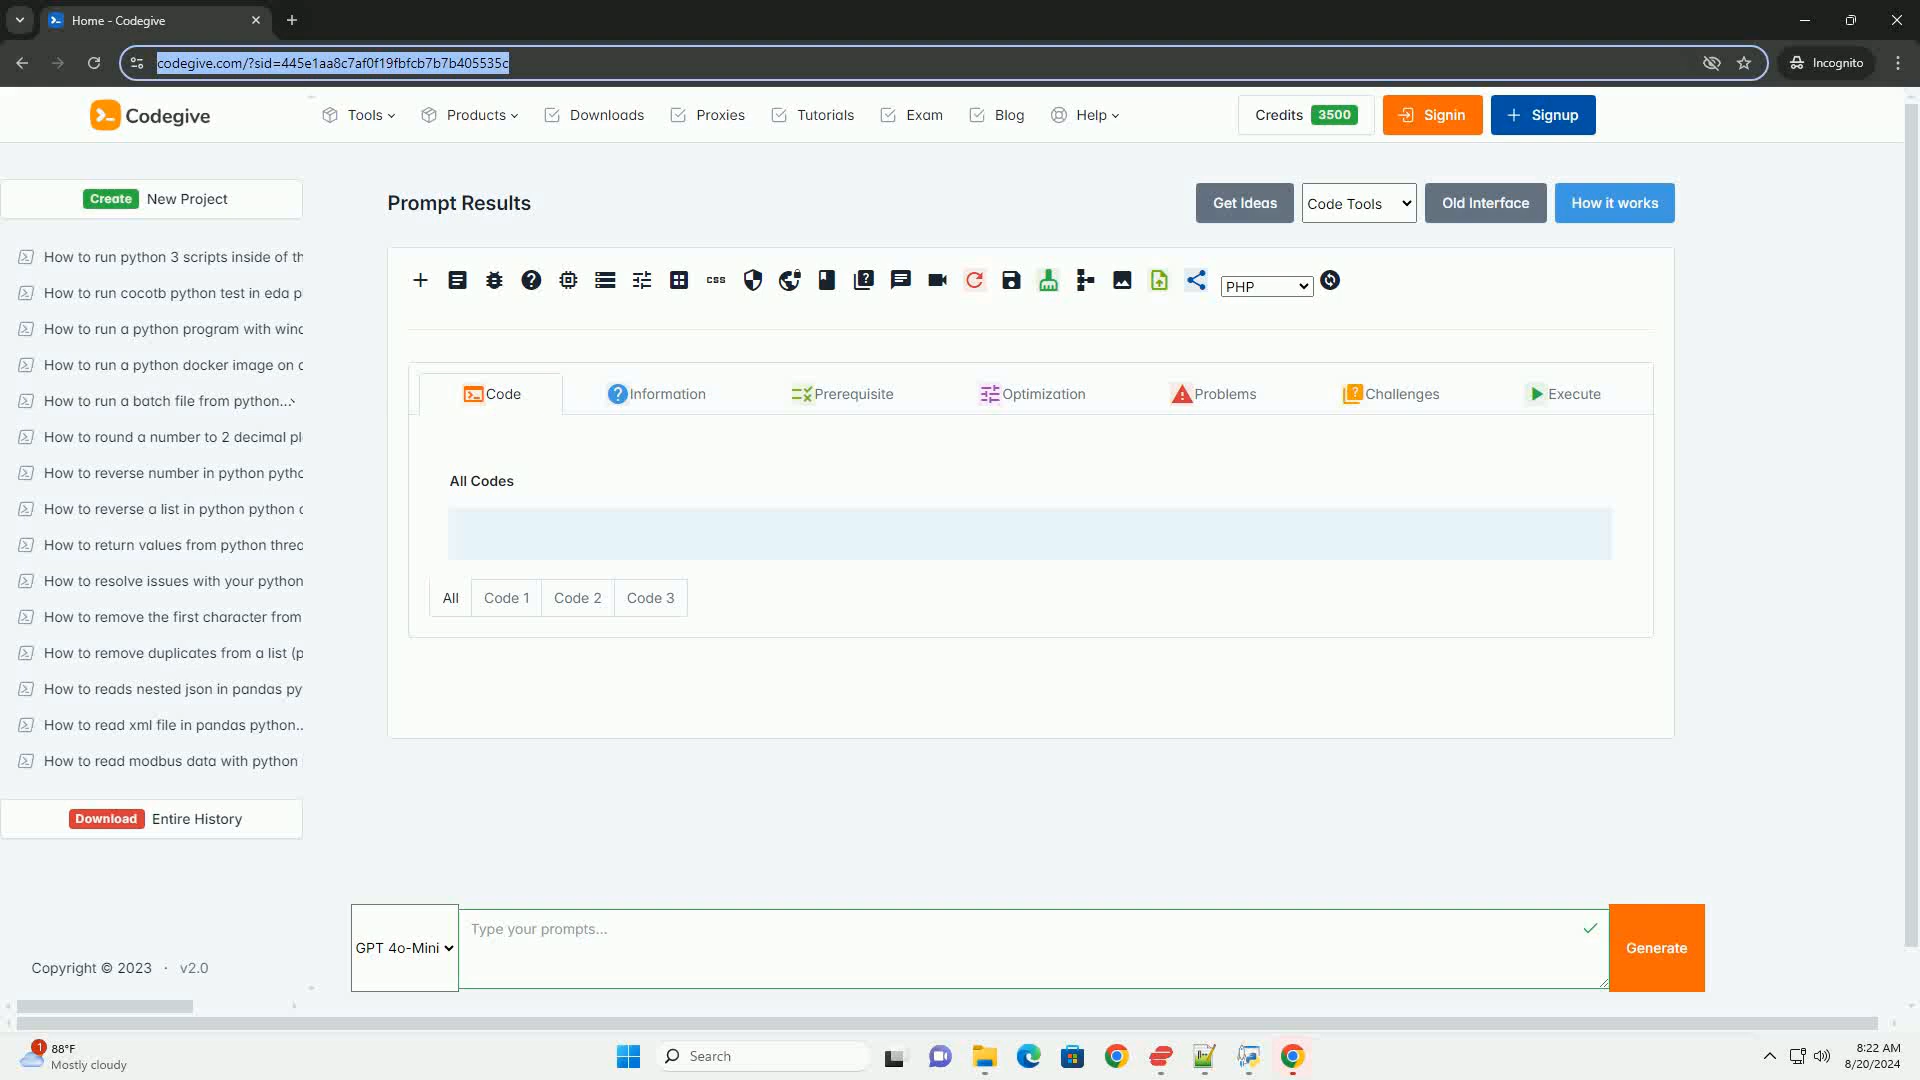 Home - Codegive
codegive.com/?sid=445e1aa8c7af0f19fbfcb7b7b405535c
Incognito
Codegive
Tools
Products
Downloads
Proxies
Tutorials
Exam
Blog
Help
Credits 3500
Signin
Signup
Create New Project
How to run python 3 scripts inside of th
How to run cocotb python test in eda p
How to run a python program with winc
How to run a python docker image on c
How to run a batch file from python...
How to round a number to 2 decimal pl
How to reverse number in python pytho
How to reverse a list in python python c
How to return values from python threc
How to resolve issues with your python
How to remove the first character from
How to remove duplicates from a list (p
How to reads nested json in pandas py
How to read xml file in pandas python..
How to read modbus data with python
Download Entire History
Copyright © 2023 · v2.0
Prompt Results
Get Ideas
Code Tools
Old Interface
How it works
css
PHP
Code
Information
Prerequisite
Optimization
Problems
Challenges
Execute
All Codes
All
Code 1
Code 2
Code 3
GPT 4o-Mini
Type your prompts...
Generate
1
88°F
Mostly cloudy
Search
8:22 AM
8/20/2024